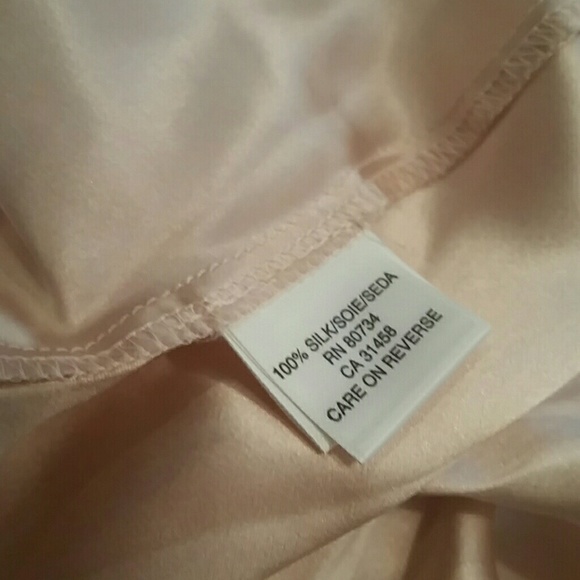 100% SILK/SOIE/SEDA
RN 80734
CA 31458
CARE ON REVERSE